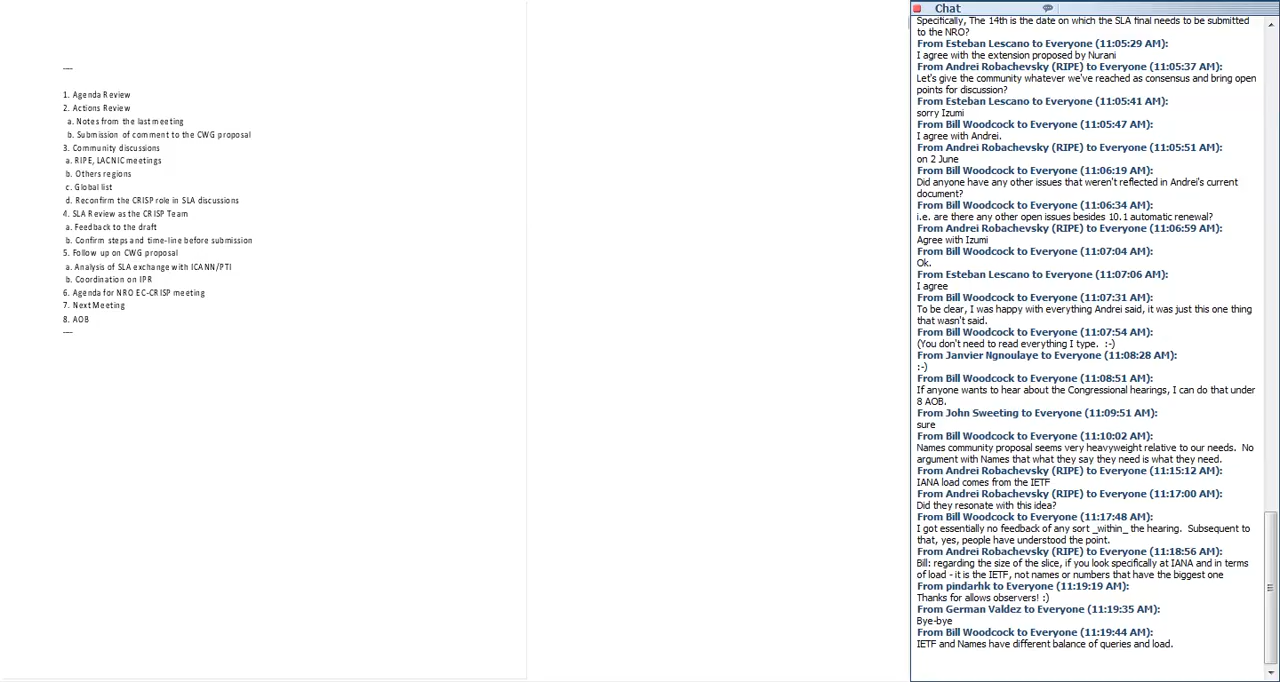 —
1. Agenda Review
2. Actions Review
a. Notes from the last meeting
b. Submission of comment to the CWG proposal
3. Community discussions
a. RIPE, LACNIC meetings
b. Others regions
c. Global list
d. Reconfirm the CRISP role in SLA discussions
4. SLA Review as the CRISP Team
a. Feedback to the draft
b. Confirm steps and time-line before submission
5. Follow up on CWG proposal
a. Analysis of SLA exchange with ICANN/PTI
b. Coordination on IPR
6. Agenda for NRO EC-CRISP meeting
7. Next Meeting
8. AOB
—
Chat
Specifically, The 14th is the date on which the SLA final needs to be submitted
to the NRO?
From Esteban Lescano to Everyone (11:05:29 AM):
I agree with the extension proposed by Nurani
From Andrei Robachevsky (RIPE) to Everyone (11:05:37 AM):
Let's give the community whatever we've reached as consensus and bring open
points for discussion?
From Esteban Lescano to Everyone (11:05:41 AM):
sorry Izumi
From Bill Woodcock to Everyone (11:05:47 AM):
I agree with Andrei.
From Andrei Robachevsky (RIPE) to Everyone (11:05:51 AM):
on 2 June
From Bill Woodcock to Everyone (11:06:19 AM):
Did anyone have any other issues that weren't reflected in Andrei's current
document?
From Bill Woodcock to Everyone (11:06:34 AM):
i.e. are there any other open issues besides 10.1 automatic renewal?
From Andrei Robachevsky (RIPE) to Everyone (11:06:59 AM):
Agree with Izumi
From Bill Woodcock to Everyone (11:07:04 AM):
Ok.
From Esteban Lescano to Everyone (11:07:06 AM):
I agree
From Bill Woodcock to Everyone (11:07:31 AM):
To be clear, I was happy with everything Andrei said, it was just this one thing
that wasn't said.
From Bill Woodcock to Everyone (11:07:54 AM):
(You don't need to read everything I type. :-)
From Janvier Ngnoulaye to Everyone (11:08:28 AM):
:-)
From Bill Woodcock to Everyone (11:08:51 AM):
If anyone wants to hear about the Congressional hearings, I can do that under
8 AOB.
From John Sweeting to Everyone (11:09:51 AM):
sure
From Bill Woodcock to Everyone (11:10:02 AM):
Names community proposal seems very heavyweight relative to our needs. No
argument with Names that what they say they need is what they need.
From Andrei Robachevsky (RIPE) to Everyone (11:15:12 AM):
IANA load comes from the IETF
From Andrei Robachevsky (RIPE) to Everyone (11:17:00 AM):
Did they resonate with this idea?
From Bill Woodcock to Everyone (11:17:48 AM):
I got essentially no feedback of any sort _within_ the hearing. Subsequent to
that, yes, people have understood the point.
From Andrei Robachevsky (RIPE) to Everyone (11:18:56 AM):
Bill: regarding the size of the slice, if you look specifically at IANA and in terms
of load - it is the IETF, not names or numbers that have the biggest one
From pindarhk to Everyone (11:19:19 AM):
Thanks for allows observers! :)
From German Valdez to Everyone (11:19:35 AM):
Bye-bye
From Bill Woodcock to Everyone (11:19:44 AM):
IETF and Names have different balance of queries and load.